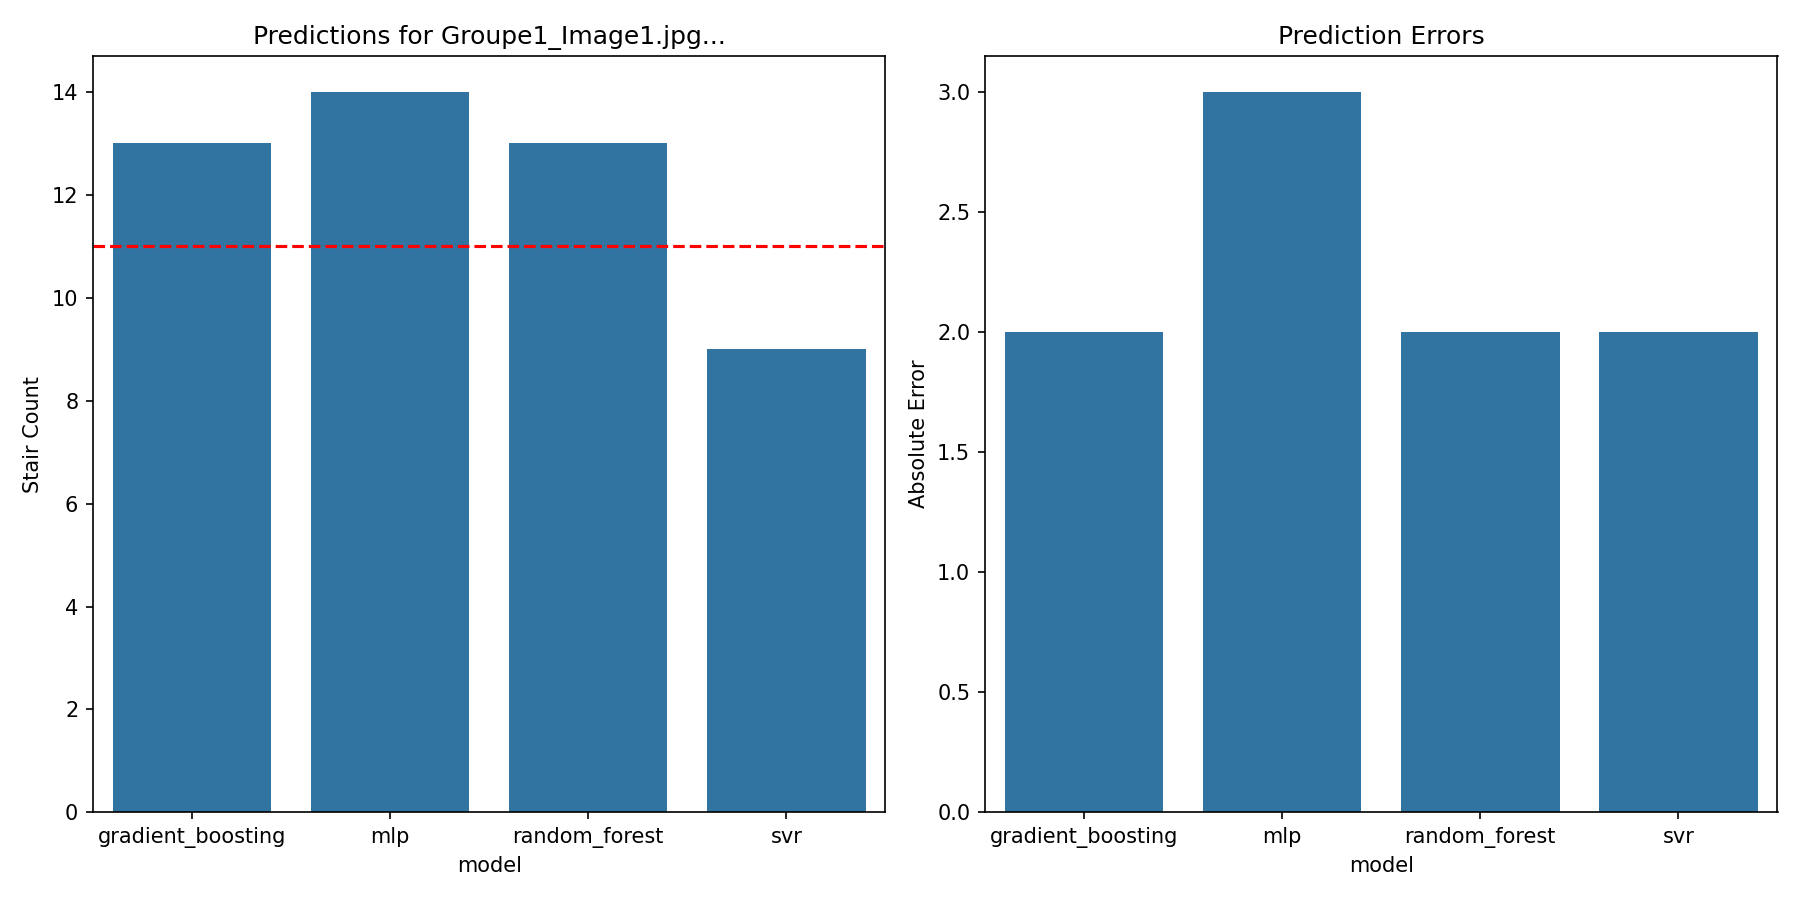 Predictions for Groupe1_Image1.jpg...
14
12
10
8
6
4
2
0
Stair Count
gradient_boosting mlp random_forest svr
model
Prediction Errors
3.0
2.5
2.0
1.5
1.0
0.5
0.0
Absolute Error
gradient_boosting mlp random_forest svr
model